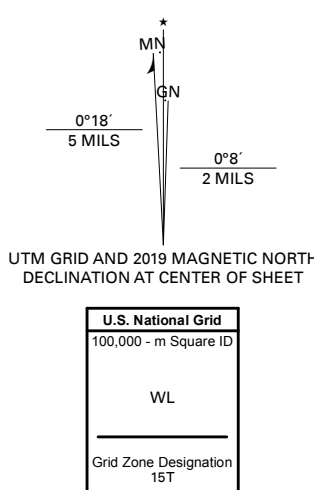 ★
MN
GN
0°18´
5 MILS
0°8´
2 MILS
UTM GRID AND 2019 MAGNETIC NORTH
DECLINATION AT CENTER OF SHEET
U.S. National Grid
100,000 - m Square ID
WL
Grid Zone Designation
15T